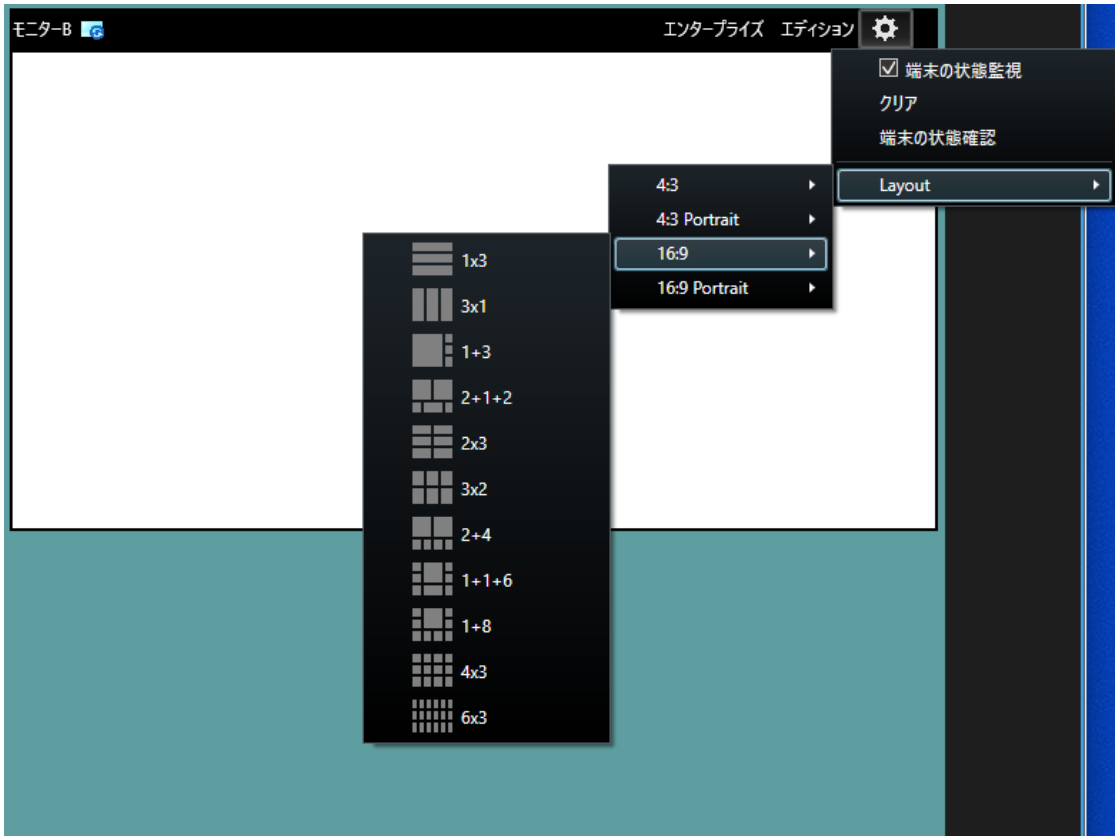 モニターB
エンタープライズ エディション
端末の状態監視
クリア
端末の状態確認
Layout
4:3
4:3 Portrait
16:9
16:9 Portrait
1x3
3x1
1+3
2+1+2
2x3
3x2
2+4
1+1+6
1+8
4x3
6x3